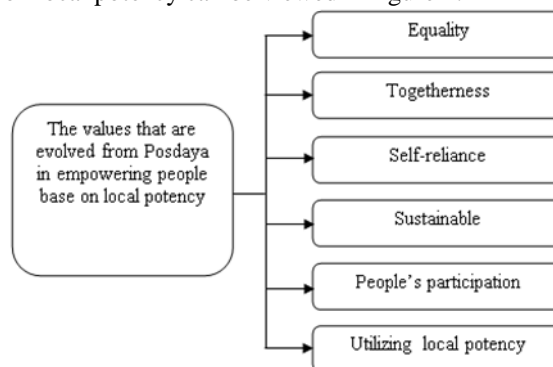 Equality
Togetherness
The values that are
evolved from Posdaya
in empowering people
base on local potency
Self-reliance
Sustainable
People's participation
Utilizing local potency